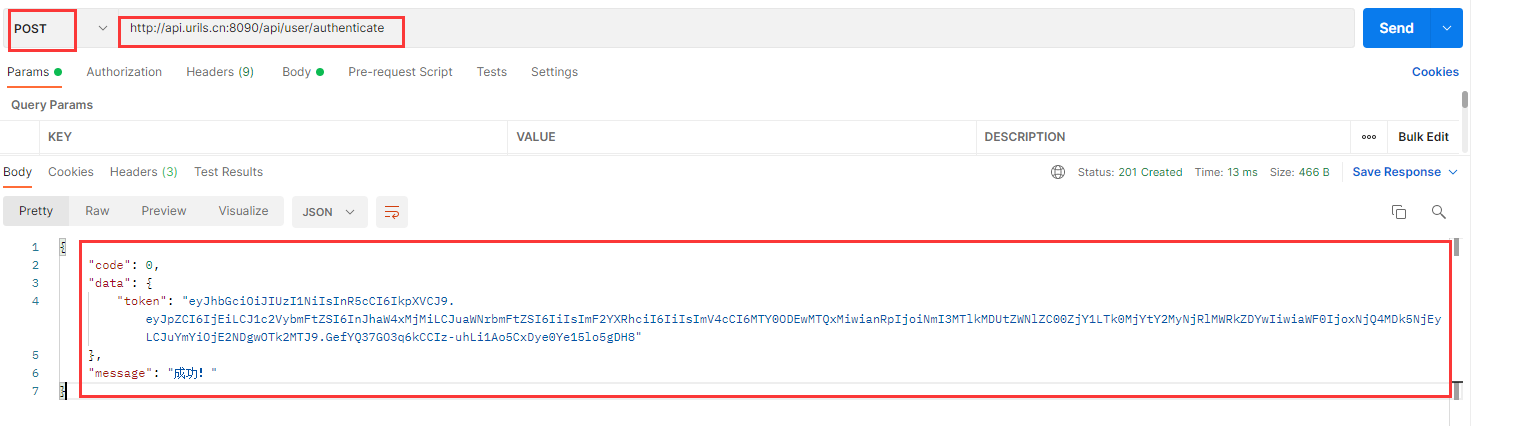 POST
http://api.urils.cn:8090/api/user/authenticate
Send
Params
Authorization
Headers (9)
Body
Pre-request Script
Tests
Settings
Cookies
Query Params
KEY
VALUE
DESCRIPTION
Bulk Edit
Body
Cookies
Headers (3)
Test Results
Status: 201 Created
Time: 13 ms
Size: 466 B
Save Response
Pretty
Raw
Preview
Visualize
JSON
1 {
2 "code": 0,
3 "data": {
4 "token": "eyJhbGciOiJIUzI1NiIsInR5cCI6IkpXVCJ9.
eyJpZCI6IjEiLCJ1c2VybmFtZSI6InJhaW4xMjMiLCJuaWNrbmFtZSI6IiIsImF2YXRhciI6IiIsImV4cCI6MTY0ODEwMTQxMiwianRpIjoiNmI3MTlkMDUtZWNlZC00ZjY1LTk0MjYtY2MyNjRlMWRkZDYwIiwiaWF0IjoxNjQ4MDk5NjEy
LCJuYmYiOjE2NDgwOTk2MTJ9.GefYQ37GO3q6kCCIz-uhLi1Ao5CxDye0Ye15lo5gDH8"
5 },
6 "message": "成功！"
7 }